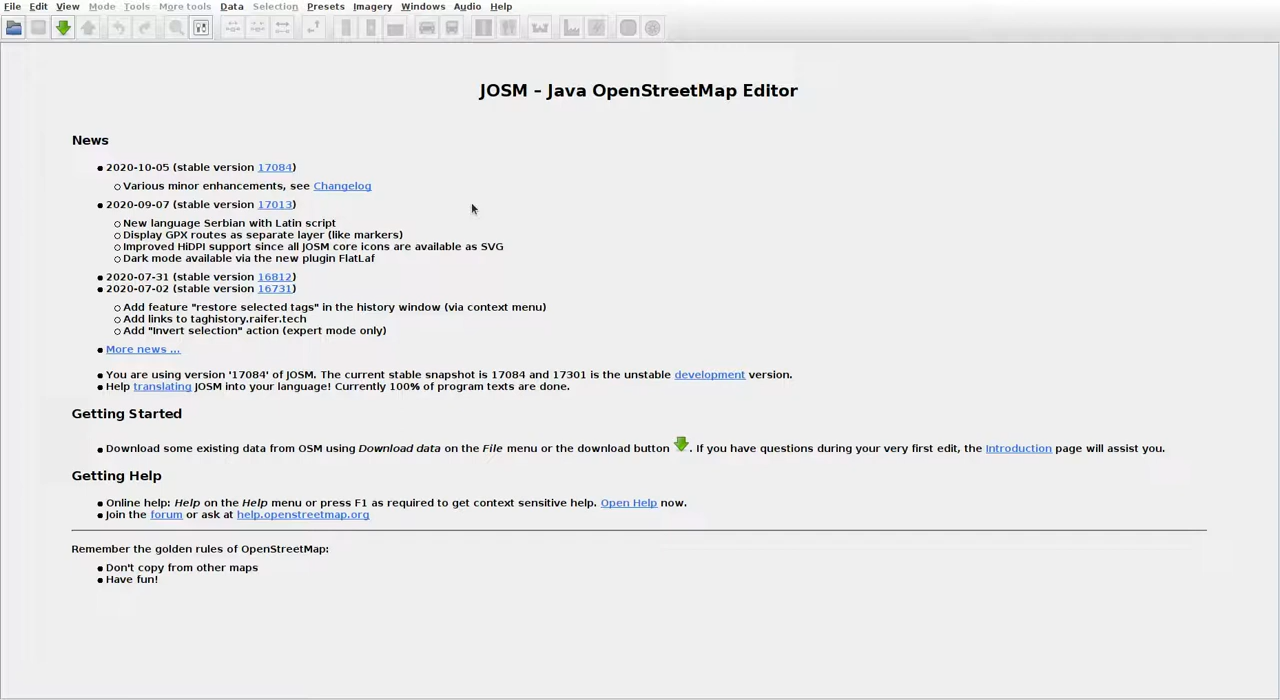 File Edit View Mode Tools More tools Data Selection Presets Imagery Windows Audio Help
JOSM – Java OpenStreetMap Editor
News
2020-10-05 (stable version 17084)
Various minor enhancements, see Changelog
2020-09-07 (stable version 17013)
New language Serbian with Latin script
Display GPX routes as separate layer (like markers)
Improved HiDPI support since all JOSM core icons are available as SVG
Dark mode available via the new plugin FlatLaf
2020-07-31 (stable version 16812)
2020-07-02 (stable version 16731)
Add feature "restore selected tags" in the history window (via context menu)
Add links to taghistory.raifer.tech
Add "Invert selection" action (expert mode only)
More news ...
You are using version '17084' of JOSM. The current stable snapshot is 17084 and 17301 is the unstable development version.
Help translating JOSM into your language! Currently 100% of program texts are done.
Getting Started
Download some existing data from OSM using Download data on the File menu or the download button . If you have questions during your very first edit, the Introduction page will assist you.
Getting Help
Online help: Help on the Help menu or press F1 as required to get context sensitive help. Open Help now.
Join the forum or ask at help.openstreetmap.org
Remember the golden rules of OpenStreetMap:
Don't copy from other maps
Have fun!